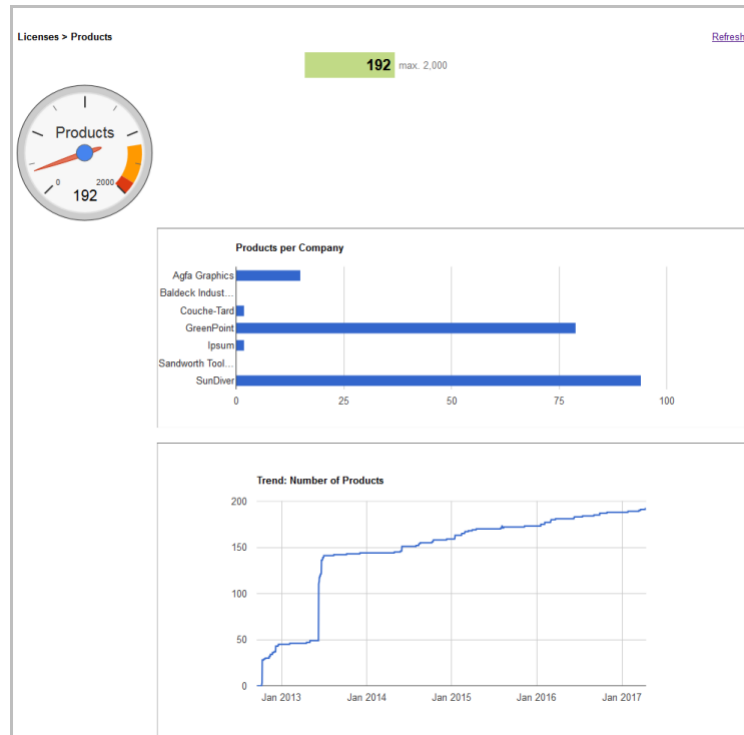 Licenses > Products
Refresh
192 max. 2,000
Products
0 2000
192
Products per Company
Agfa Graphics
Baldeck Indust...
Couche-Tard
GreenPoint
Ipsum
Sandworth Tool...
SunDiver
0 25 50 75 100
Trend: Number of Products
200
150
100
50
0
Jan 2013 Jan 2014 Jan 2015 Jan 2016 Jan 2017